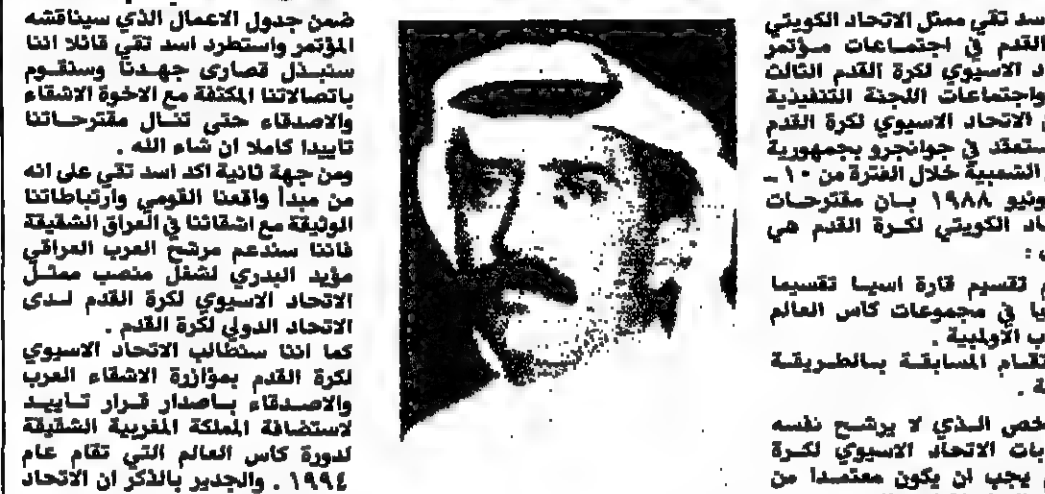 اسد تقي ممثل الاتحاد الكويتي
القدم في اجتماعات مؤتمر
الاسيوي لكرة القدم الثالث
واجتماعات اللجنة التنفيذية
الاتحاد الاسيوي لكرة القدم
ستعقد في جوانجرو بجمهورية
الشعبية خلال الفترة من ١٠ -
يونيو ١٩٨٨ بان مقترحات
الكويتي لكرة القدم هي
:
تقسيم قارة اسيا تقسيما
في مجموعات كاس العالم
الأولمبية .
تقام المسابقة بالطريقة
.
الذي لا يرشح نفسه
الاتحاد الاسيوي لكرة
يجب ان يكون معتمدا من
ضمن جدول الاعمال الذي سيناقشه
المؤتمر واستطرد اسد تقي قائلا اننا
سنبذل قصارى جهدنا وسنقوم
باتصالاتنا المكثفة مع الاخوة الاشقاء
والاصدقاء حتى تنال مقترحاتنا
تاييدا كاملا ان شاء الله .
ومن جهة ثانية اكد اسد تقي على انه
من مبدأ واقعنا القومي وارتباطاتنا
الوثيقة مع اشقائنا في العراق الشقيقة
فاننا سندعم مرشح العرب العراقي
مؤيد البدري لشغل منصب ممثل
الاتحاد الاسيوي لكرة القدم لدى
الاتحاد الدولي لكرة القدم .
كما اننا سنطالب الاتحاد الاسيوي
لكرة القدم بمؤازرة الاشقاء العرب
والاصدقاء باصدار قرار تاييد
لاستضافة المملكة المغربية الشقيقة
لدورة كاس العالم التي تقام عام
١٩٩٤ . والجدير بالذكر ان الاتحاد